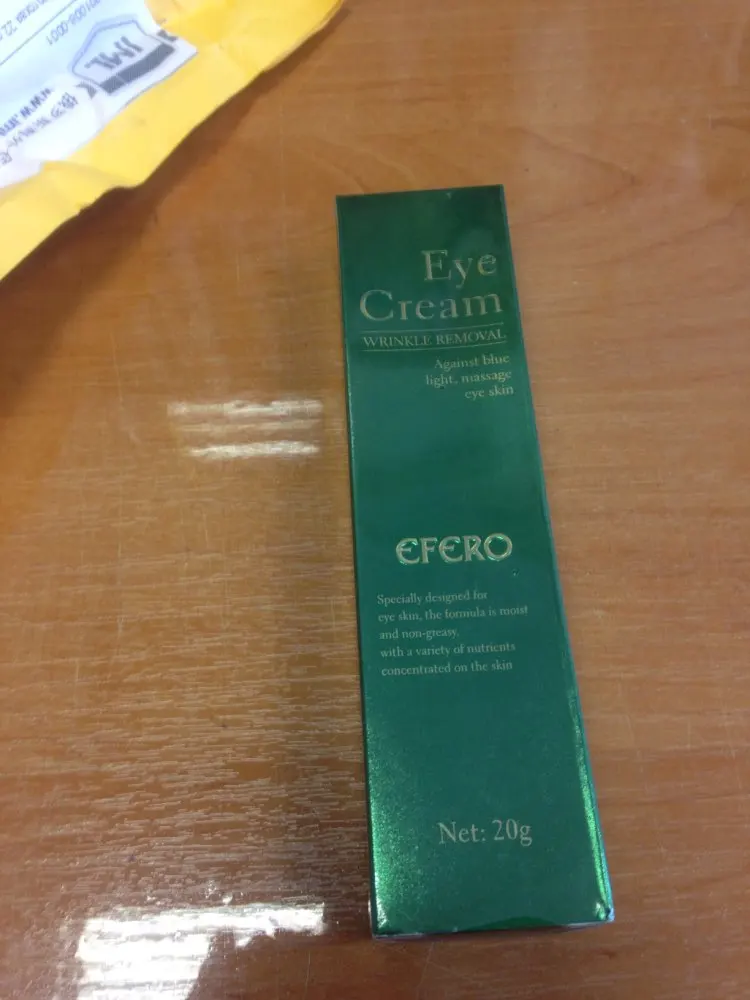 IML
Eye
Cream
WRINKLE REMOVAL
Against blue
light, massage
eye skin
EFERO
Specially designed for
eye skin, the formula is moist
and non-greasy,
with a variety of nutrients
concentrated on the skin
Net: 20g